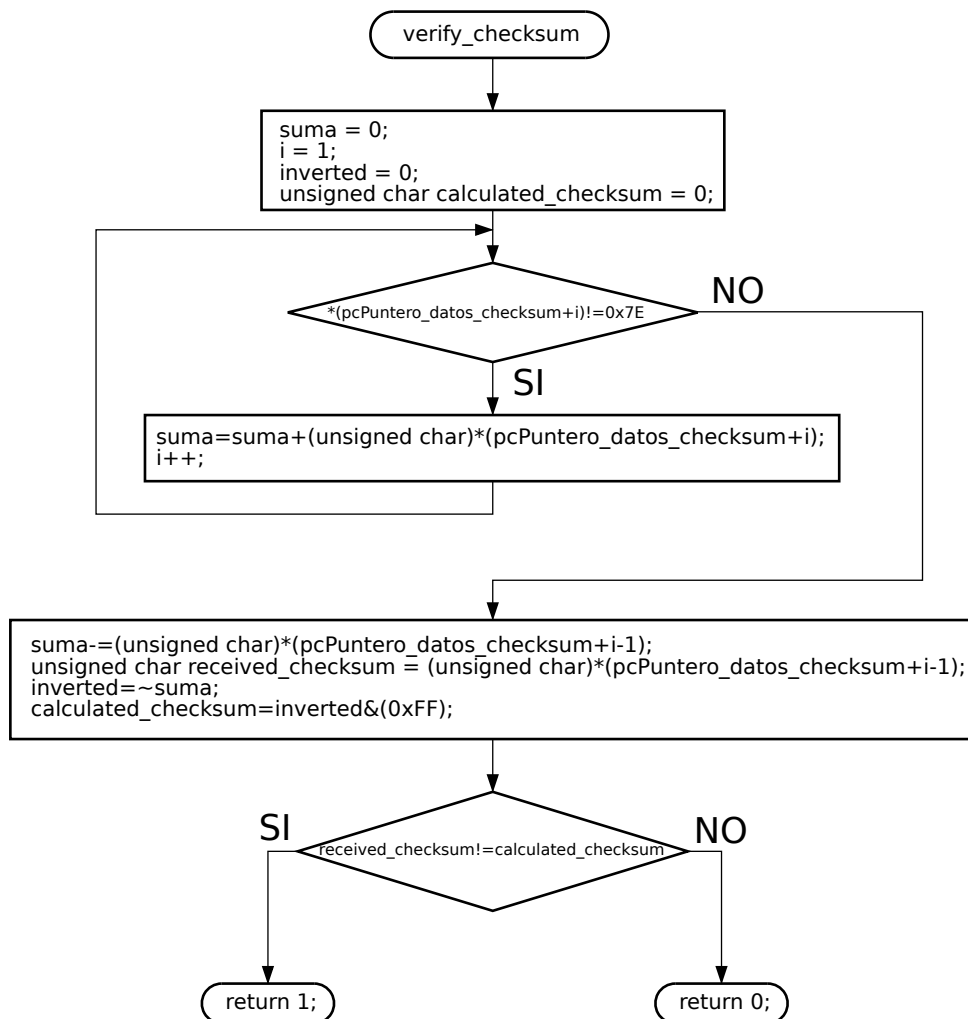 verify_checksum
suma = 0;
i = 1;
inverted = 0;
unsigned char calculated_checksum = 0;
*(pcPuntero_datos_checksum+i)!=0x7E
NO
SI
suma=suma+(unsigned char)*(pcPuntero_datos_checksum+i);
i++;
suma-=(unsigned char)*(pcPuntero_datos_checksum+i-1);
unsigned char received_checksum = (unsigned char)*(pcPuntero_datos_checksum+i-1);
inverted=~suma;
calculated_checksum=inverted&(0xFF);
SI
NO
received_checksum!=calculated_checksum
return 1;
return 0;